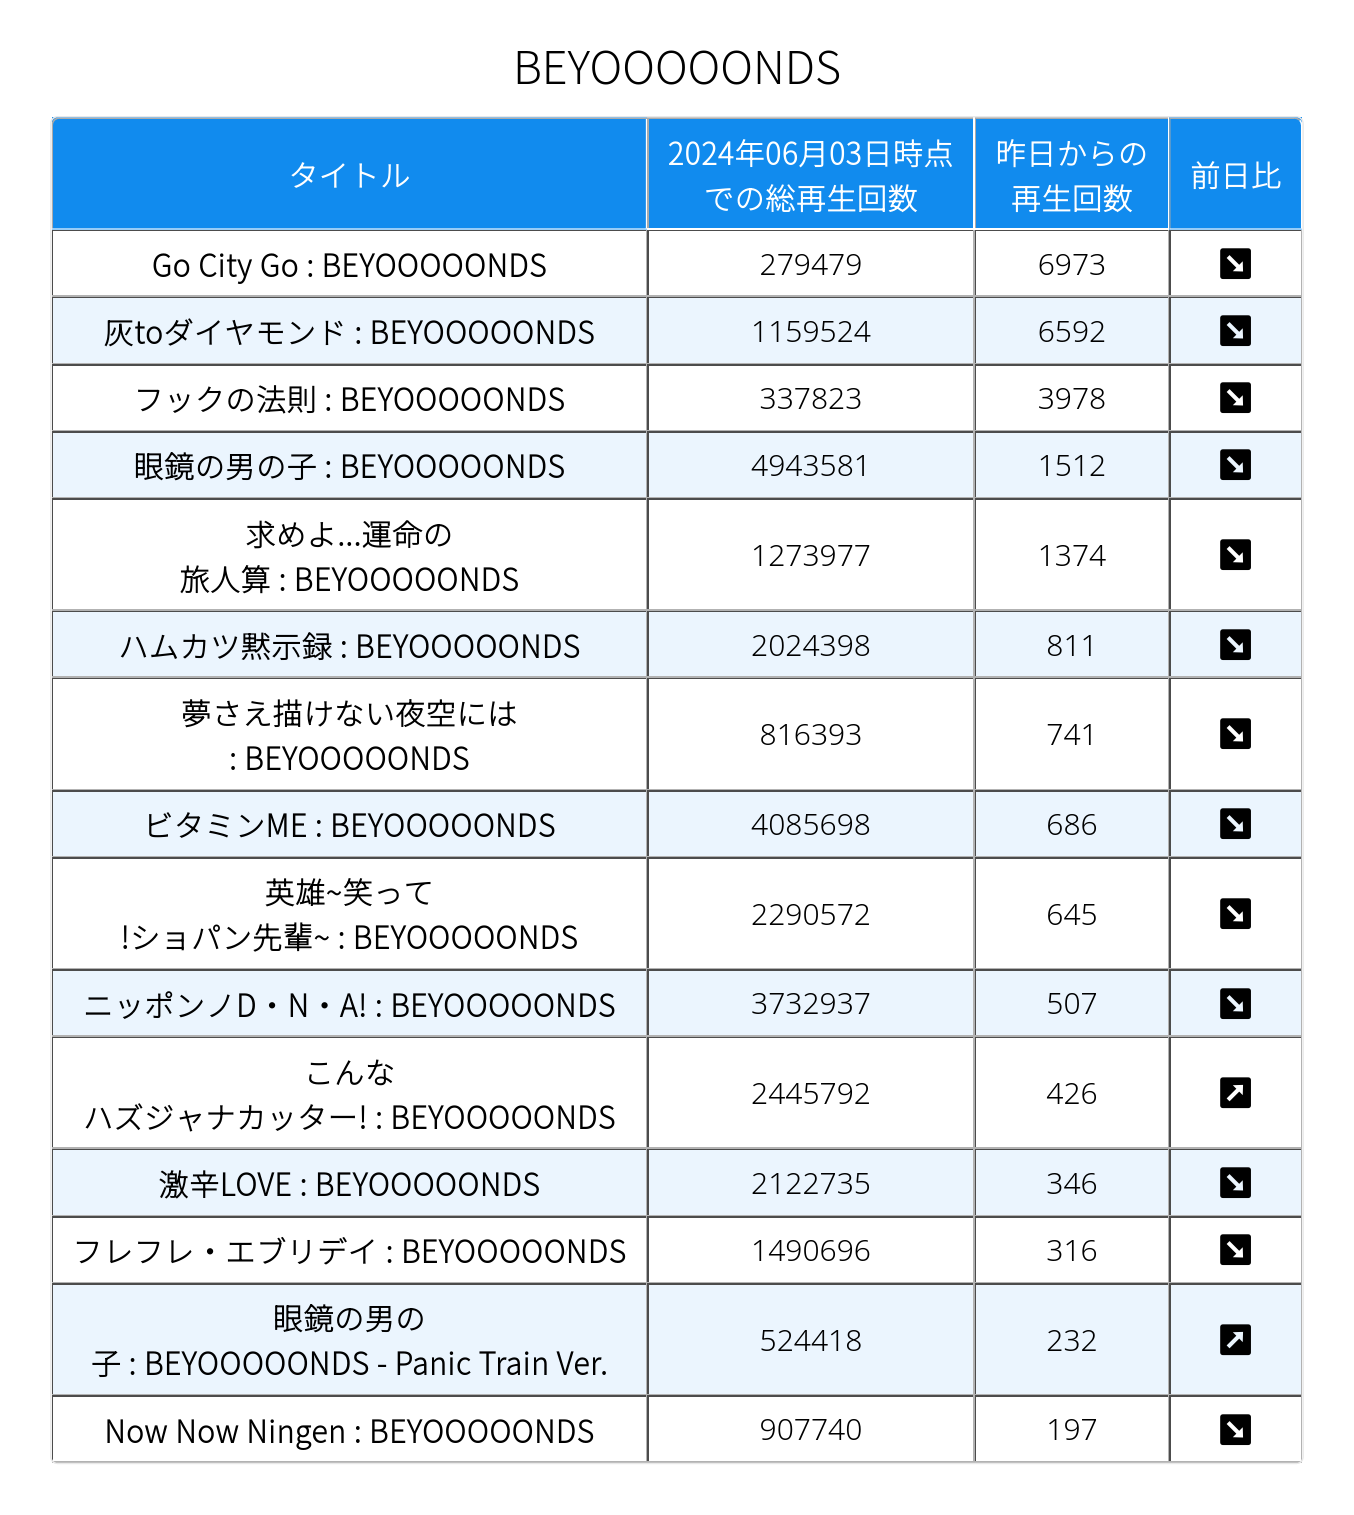 BEYOOOOONDS
タイトル
2024年06月03日時点
での総再生回数
昨日からの
再生回数
前日比
Go City Go : BEYOOOOONDS
279479
6973
灰toダイヤモンド : BEYOOOOONDS
1159524
6592
フックの法則 : BEYOOOOONDS
337823
3978
眼鏡の男の子 : BEYOOOOONDS
4943581
1512
求めよ...運命の
旅人算 : BEYOOOOONDS
1273977
1374
ハムカツ黙示録 : BEYOOOOONDS
2024398
811
夢さえ描けない夜空には
: BEYOOOOONDS
816393
741
ビタミンME : BEYOOOOONDS
4085698
686
英雄~笑って
!ショパン先輩~ : BEYOOOOONDS
2290572
645
ニッポンノD・N・A! : BEYOOOOONDS
3732937
507
こんな
ハズジャナカッター! : BEYOOOOONDS
2445792
426
激辛LOVE : BEYOOOOONDS
2122735
346
フレフレ・エブリデイ : BEYOOOOONDS
1490696
316
眼鏡の男の
子 : BEYOOOOONDS - Panic Train Ver.
524418
232
Now Now Ningen : BEYOOOOONDS
907740
197